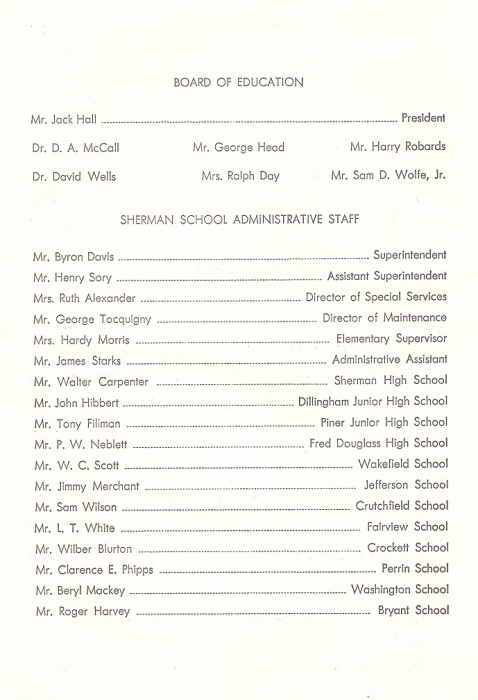 BOARD OF EDUCATION
Mr. Jack Hall ........ President
Dr. D. A. McCall Mr. George Head Mr. Harry Robards
Dr. David Wells Mrs. Ralph Day Mr. Sam D. Wolfe, Jr.
SHERMAN SCHOOL ADMINISTRATIVE STAFF
Mr. Byron Davis ........ Superintendent
Mr. Henry Sory ........ Assistant Superintendent
Mrs. Ruth Alexander ........ Director of Special Services
Mr. George Tocquigny ........ Director of Maintenance
Mrs. Hardy Morris ........ Elementary Supervisor
Mr. James Starks ........ Administrative Assistant
Mr. Walter Carpenter ........ Sherman High School
Mr. John Hibbert ........ Dillingham Junior High School
Mr. Tony Fillman ........ Piner Junior High School
Mr. P. W. Neblett ........ Fred Douglass High School
Mr. W. C. Scott ........ Wakefield School
Mr. Jimmy Merchant ........ Jefferson School
Mr. Sam Wilson ........ Crutchfield School
Mr. L. T. White ........ Fairview School
Mr. Wilber Blurton ........ Crockett School
Mr. Clarence E. Phipps ........ Perrin School
Mr. Beryl Mackey ........ Washington School
Mr. Roger Harvey ........ Bryant School